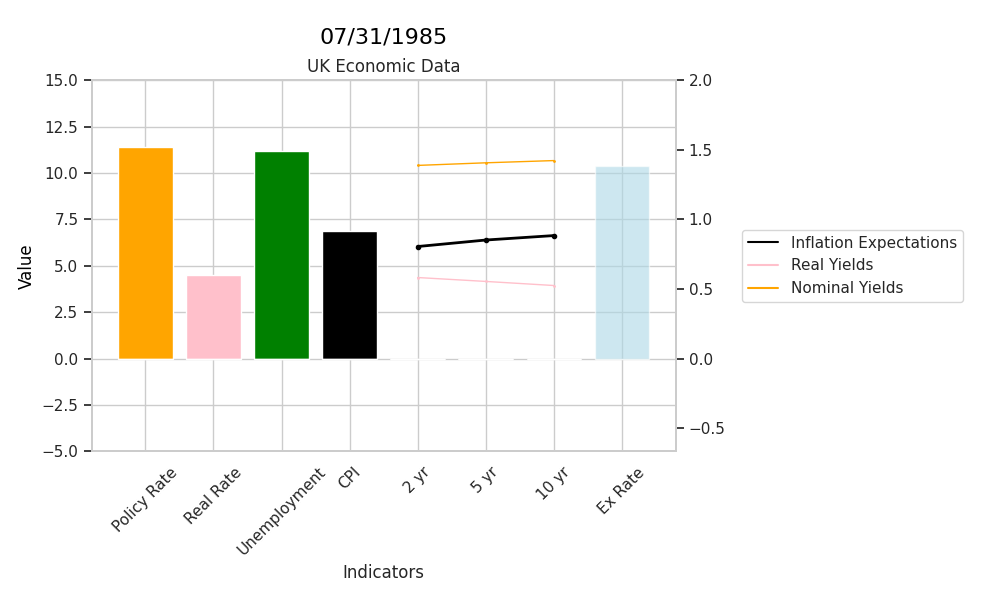 07/31/1985
UK Economic Data
15.0
12.5
10.0
7.5
5.0
2.5
0.0
−2.5
−5.0
Value
2.0
1.5
1.0
0.5
0.0
−0.5
Policy Rate
Real Rate
Unemployment
CPI
2 yr
5 yr
10 yr
Ex Rate
Indicators
Inflation Expectations
Real Yields
Nominal Yields